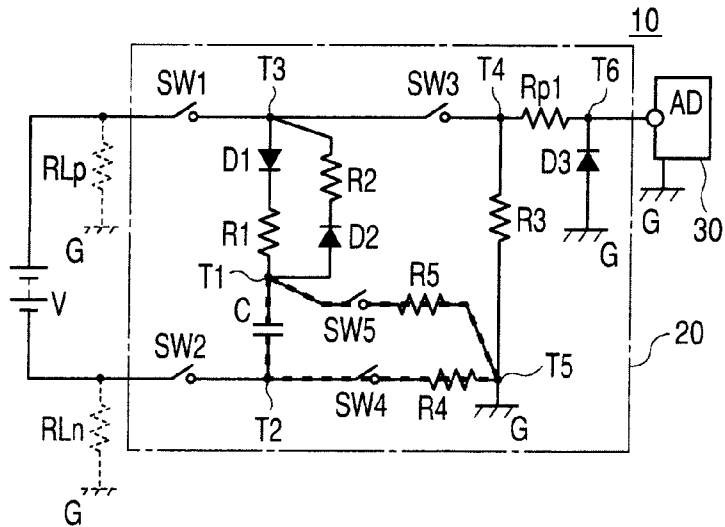 10
SW1
T3
SW3
T4
Rp1
T6
AD
RLp
D1
R2
D3
G
R1
D2
R3
G
G
30
T1
R5
V
C
SW5
SW2
20
T5
SW4
R4
T2
G
RLn
G